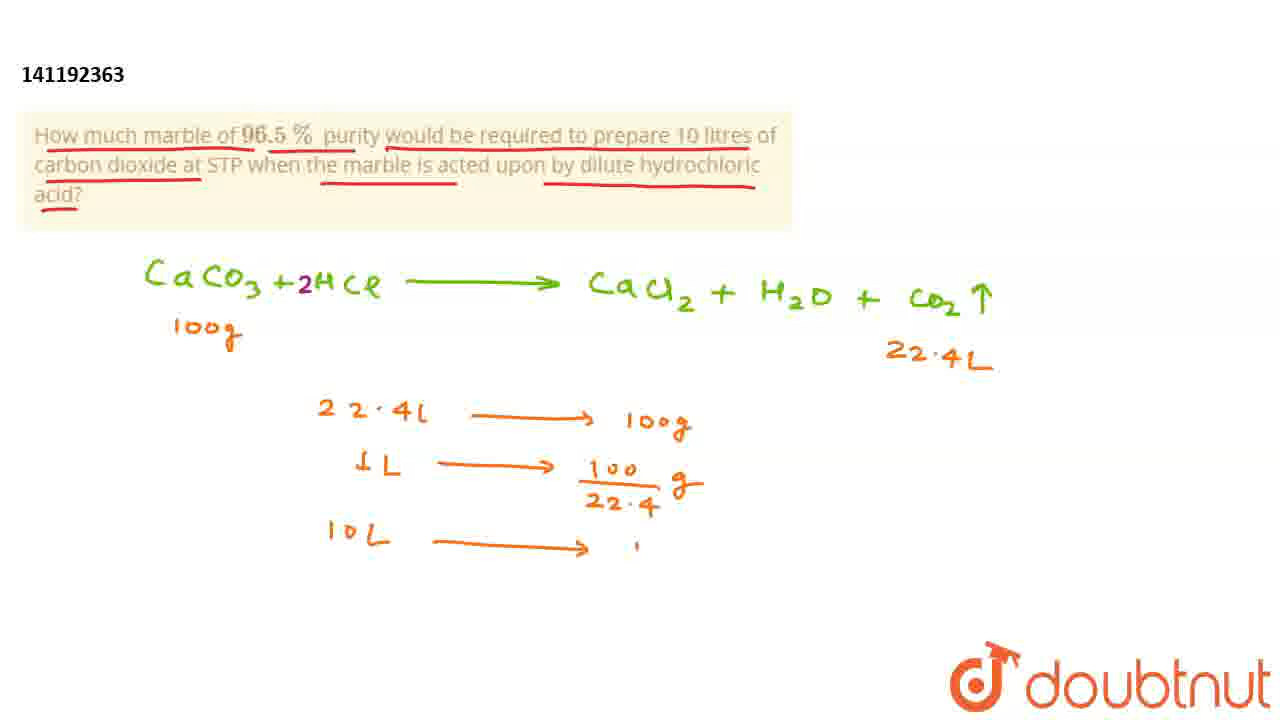 141192363
How much marble of 96.5 % purity would be required to prepare 10 litres of
carbon dioxide at STP when the marble is acted upon by dilute hydrochloric
acid?
CaCO₃ + 2HCl ⟶ CaCl₂ + H₂O + CO₂ ↑
100g 22.4L
22.4L ⟶ 100g
1L ⟶ 100/22.4 g
10L ⟶
doubtnut